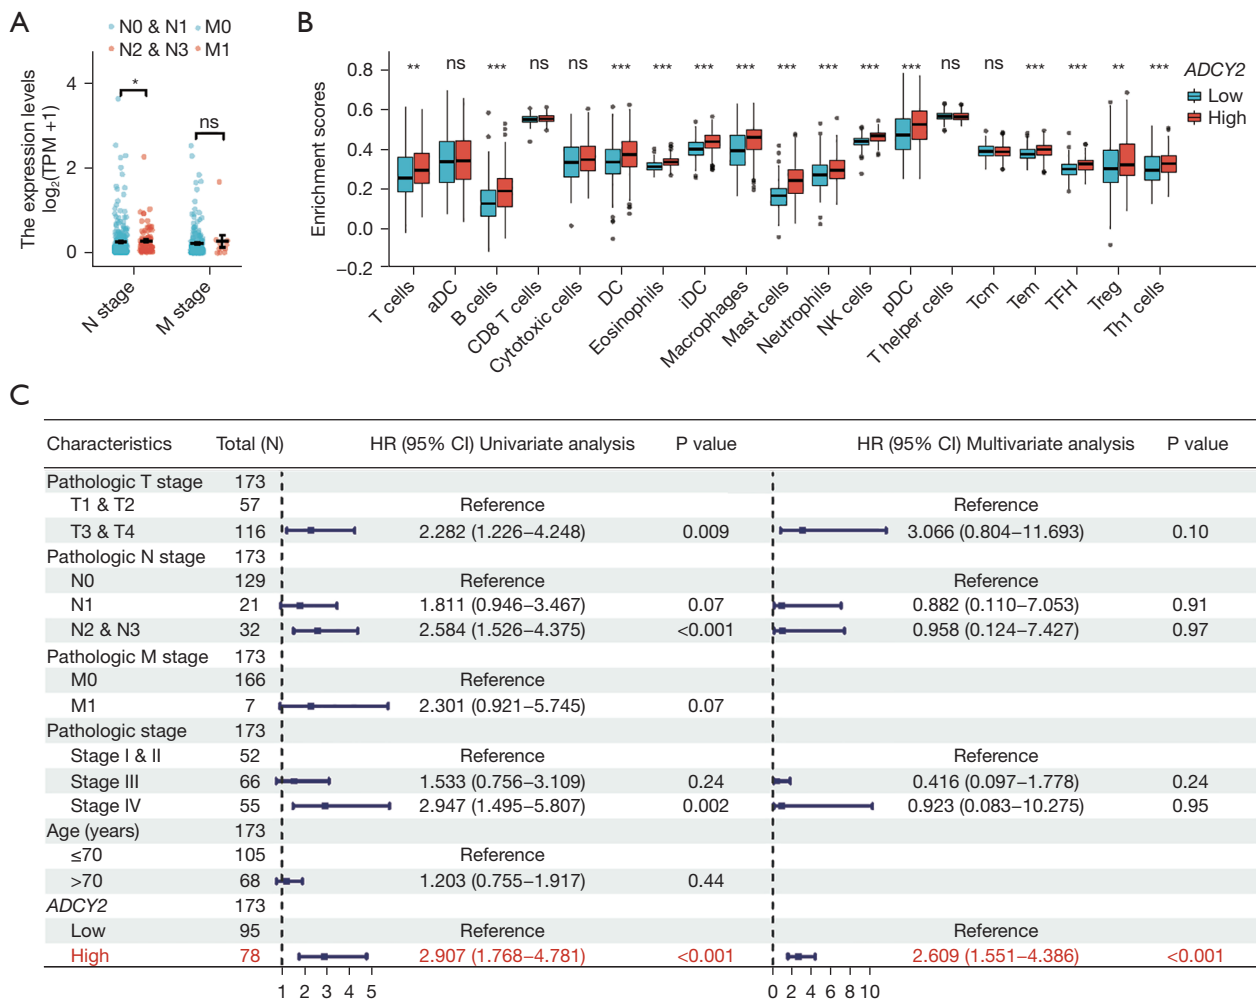 A
N0 & N1 M0
N2 & N3 M1
The expression levels
log2(TPM +1)
4
2
0
*
ns
N stage
M stage
B
Enrichment scores
0.8
0.6
0.4
0.2
0.0
−0.2
** ns *** ns ns *** *** *** *** *** *** *** *** ns ns *** *** ** ***
ADCY2
Low
High
T cells
aDC
B cells
CD8 T cells
Cytotoxic cells
DC
Eosinophils
iDC
Macrophages
Mast cells
Neutrophils
NK cells
pDC
T helper cells
Tcm
Tem
TFH
Treg
Th1 cells
C
Characteristics Total (N) HR (95% CI) Univariate analysis P value HR (95% CI) Multivariate analysis P value
Pathologic T stage 173
T1 & T2 57 Reference Reference
T3 & T4 116 2.282 (1.226−4.248) 0.009 3.066 (0.804−11.693) 0.10
Pathologic N stage 173
N0 129 Reference Reference
N1 21 1.811 (0.946−3.467) 0.07 0.882 (0.110−7.053) 0.91
N2 & N3 32 2.584 (1.526−4.375) <0.001 0.958 (0.124−7.427) 0.97
Pathologic M stage 173
M0 166 Reference
M1 7 2.301 (0.921−5.745) 0.07
Pathologic stage 173
Stage I & II 52 Reference Reference
Stage III 66 1.533 (0.756−3.109) 0.24 0.416 (0.097−1.778) 0.24
Stage IV 55 2.947 (1.495−5.807) 0.002 0.923 (0.083−10.275) 0.95
Age (years) 173
≤70 105 Reference
>70 68 1.203 (0.755−1.917) 0.44
ADCY2 173
Low 95 Reference Reference
High 78 2.907 (1.768−4.781) <0.001 2.609 (1.551−4.386) <0.001
1 2 3 4 5 0 2 4 6 8 10